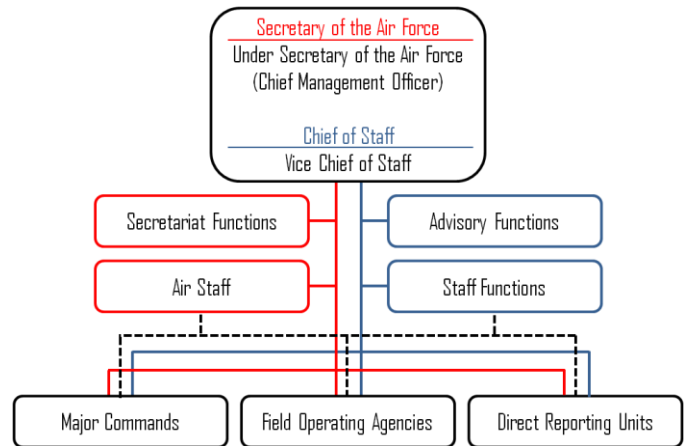 Secretary of the Air Force
Under Secretary of the Air Force
(Chief Management Officer)
Chief of Staff
Vice Chief of Staff
Secretariat Functions
Advisory Functions
Air Staff
Staff Functions
Major Commands
Field Operating Agencies
Direct Reporting Units